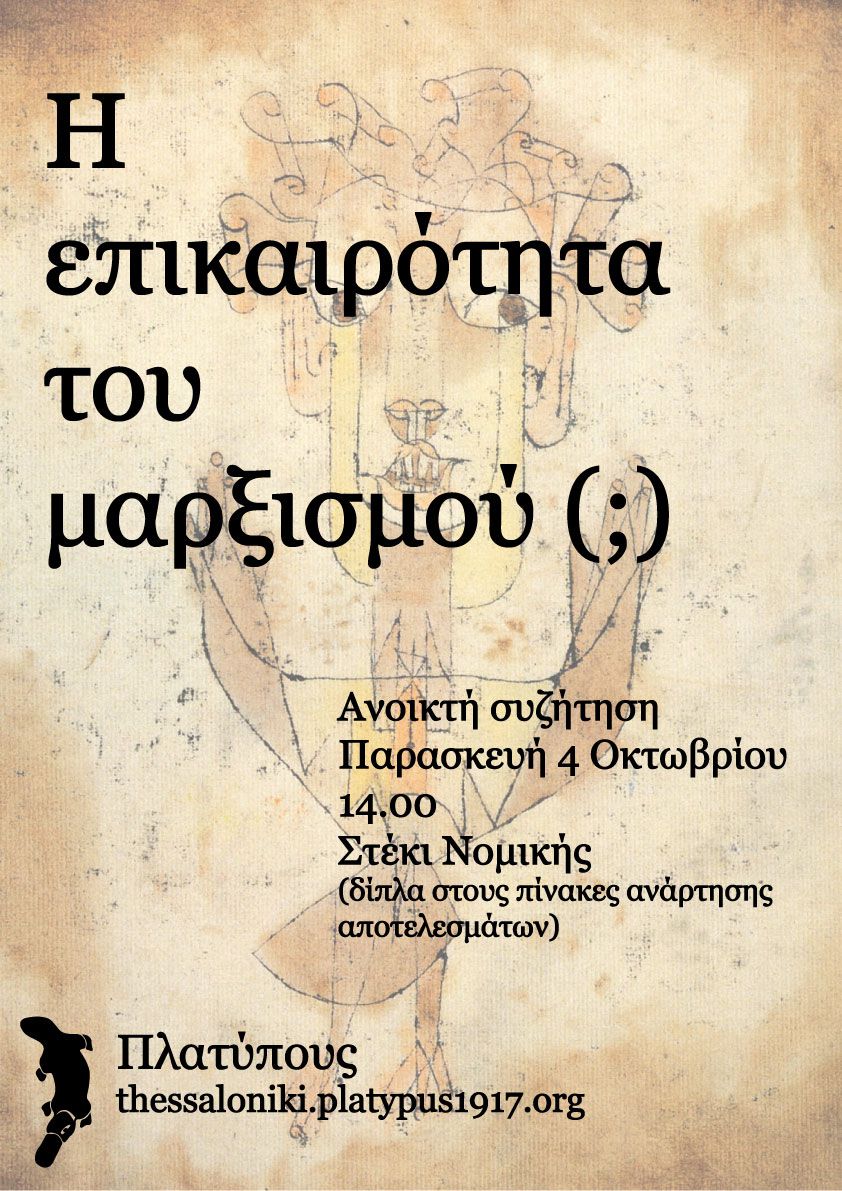 Η
επικαιρότητα
του
μαρξισμού (;)
Ανοικτή συζήτηση
Παρασκευή 4 Οκτωβρίου
14.00
Στέκι Νομικής
(δίπλα στους πίνακες ανάρτησης
αποτελεσμάτων)
Πλατύπους
thessaloniki.platypus1917.org